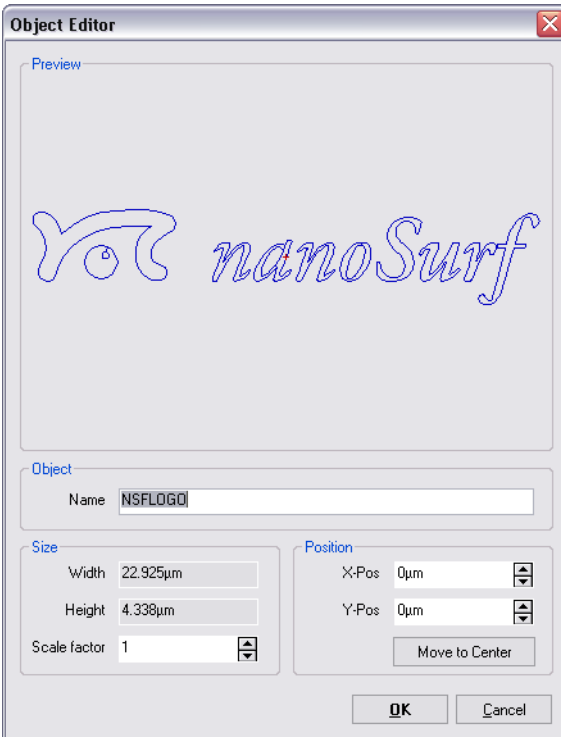 Object Editor
Preview
nanoSurf
Object
Name NSFLOGO
Size
Width 22.925µm
Height 4.338µm
Scale factor 1
Position
X-Pos 0µm
Y-Pos 0µm
Move to Center
OK Cancel